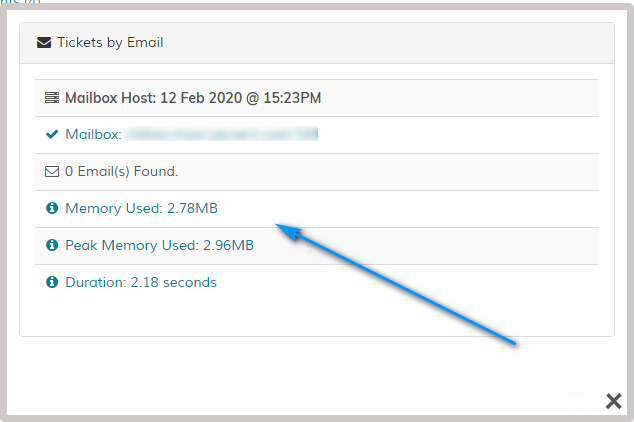 Tickets by Email
Mailbox Host: 12 Feb 2020 @ 15:23PM
Mailbox:
0 Email(s) Found.
Memory Used: 2.78MB
Peak Memory Used: 2.96MB
Duration: 2.18 seconds